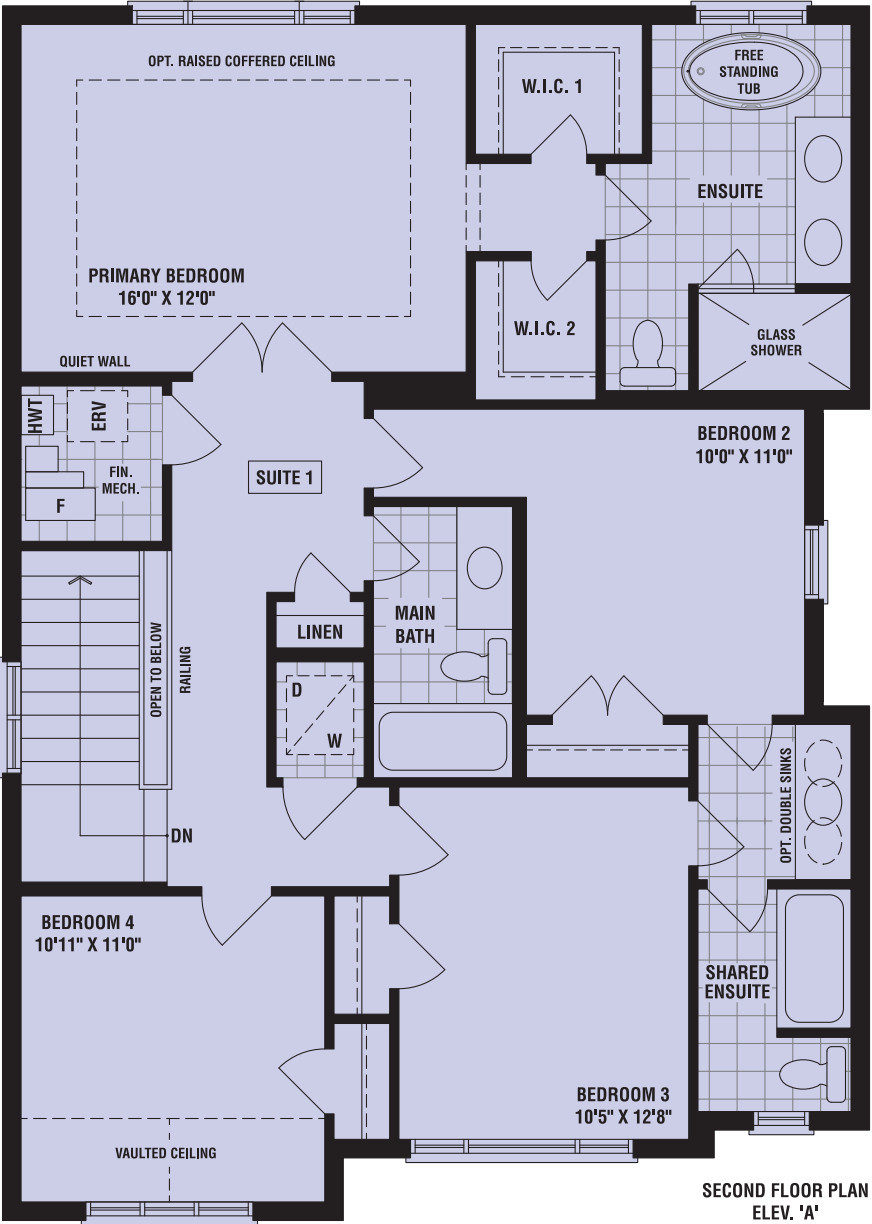 OPT. RAISED COFFERED CEILING
W.I.C. 1
FREE
STANDING
TUB
ENSUITE
PRIMARY BEDROOM
16'0" X 12'0"
W.I.C. 2
GLASS
SHOWER
QUIET WALL
HWT
ERV
FIN.
MECH.
F
SUITE 1
BEDROOM 2
10'0" X 11'0"
OPEN TO BELOW
RAILING
LINEN
MAIN
BATH
D
W
DN
OPT. DOUBLE SINKS
BEDROOM 4
10'11" X 11'0"
SHARED
ENSUITE
BEDROOM 3
10'5" X 12'8"
VAULTED CEILING
SECOND FLOOR PLAN
ELEV. 'A'